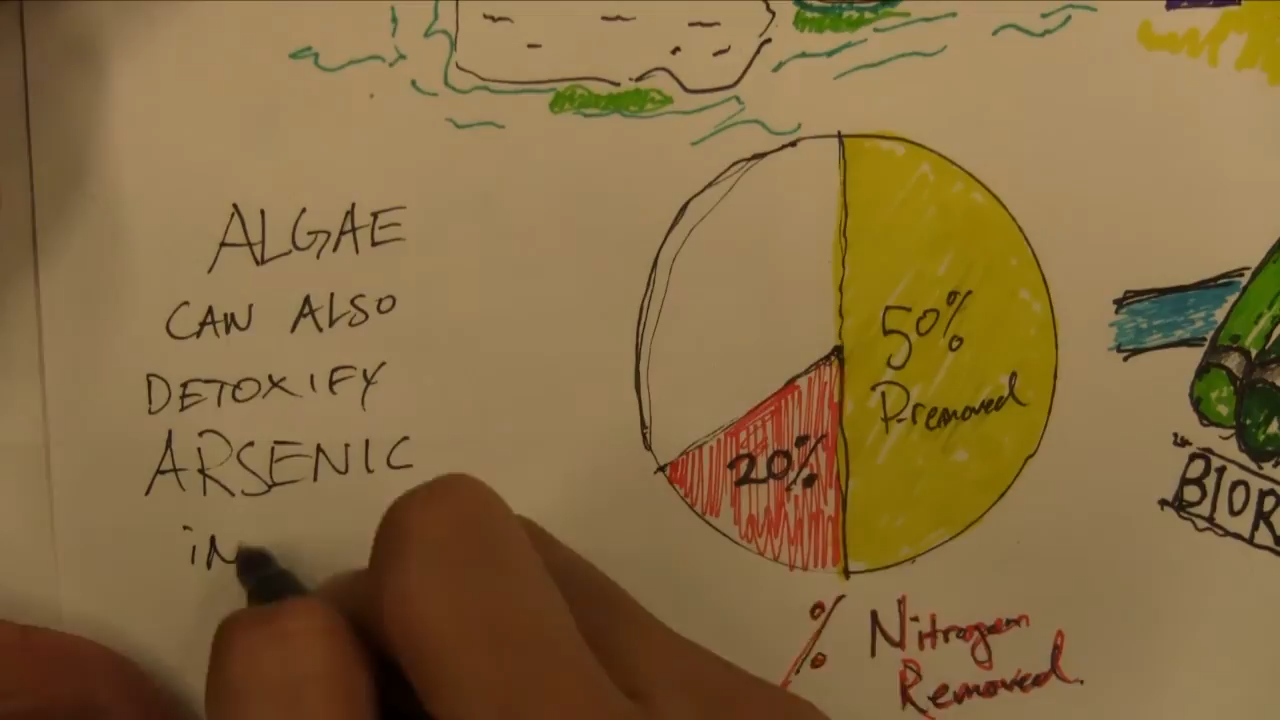 ALGAE
CAN ALSO
DETOXIFY
ARSENIC
iN
50%
P-removed
20%
% Nitrogen
Removed.
BIOR